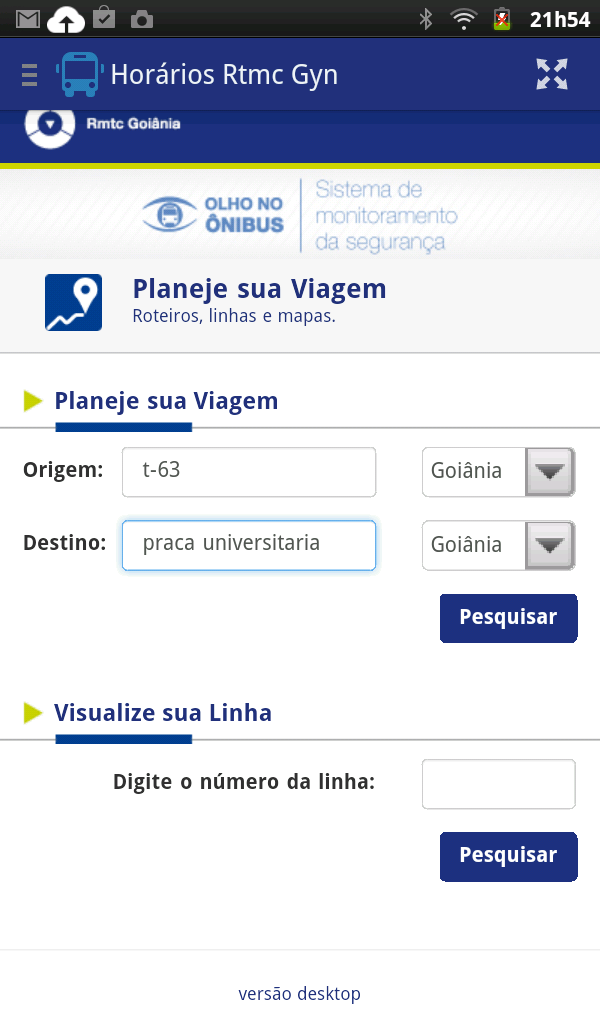 21h54
Horários Rtmc Gyn
Rmtc Goiânia
OLHO NO
ÔNIBUS
Sistema de
monitoramento
da segurança
Planeje sua Viagem
Roteiros, linhas e mapas.
Planeje sua Viagem
Origem: t-63 Goiânia
Destino: praca universitaria Goiânia
Pesquisar
Visualize sua Linha
Digite o número da linha:
Pesquisar
versão desktop